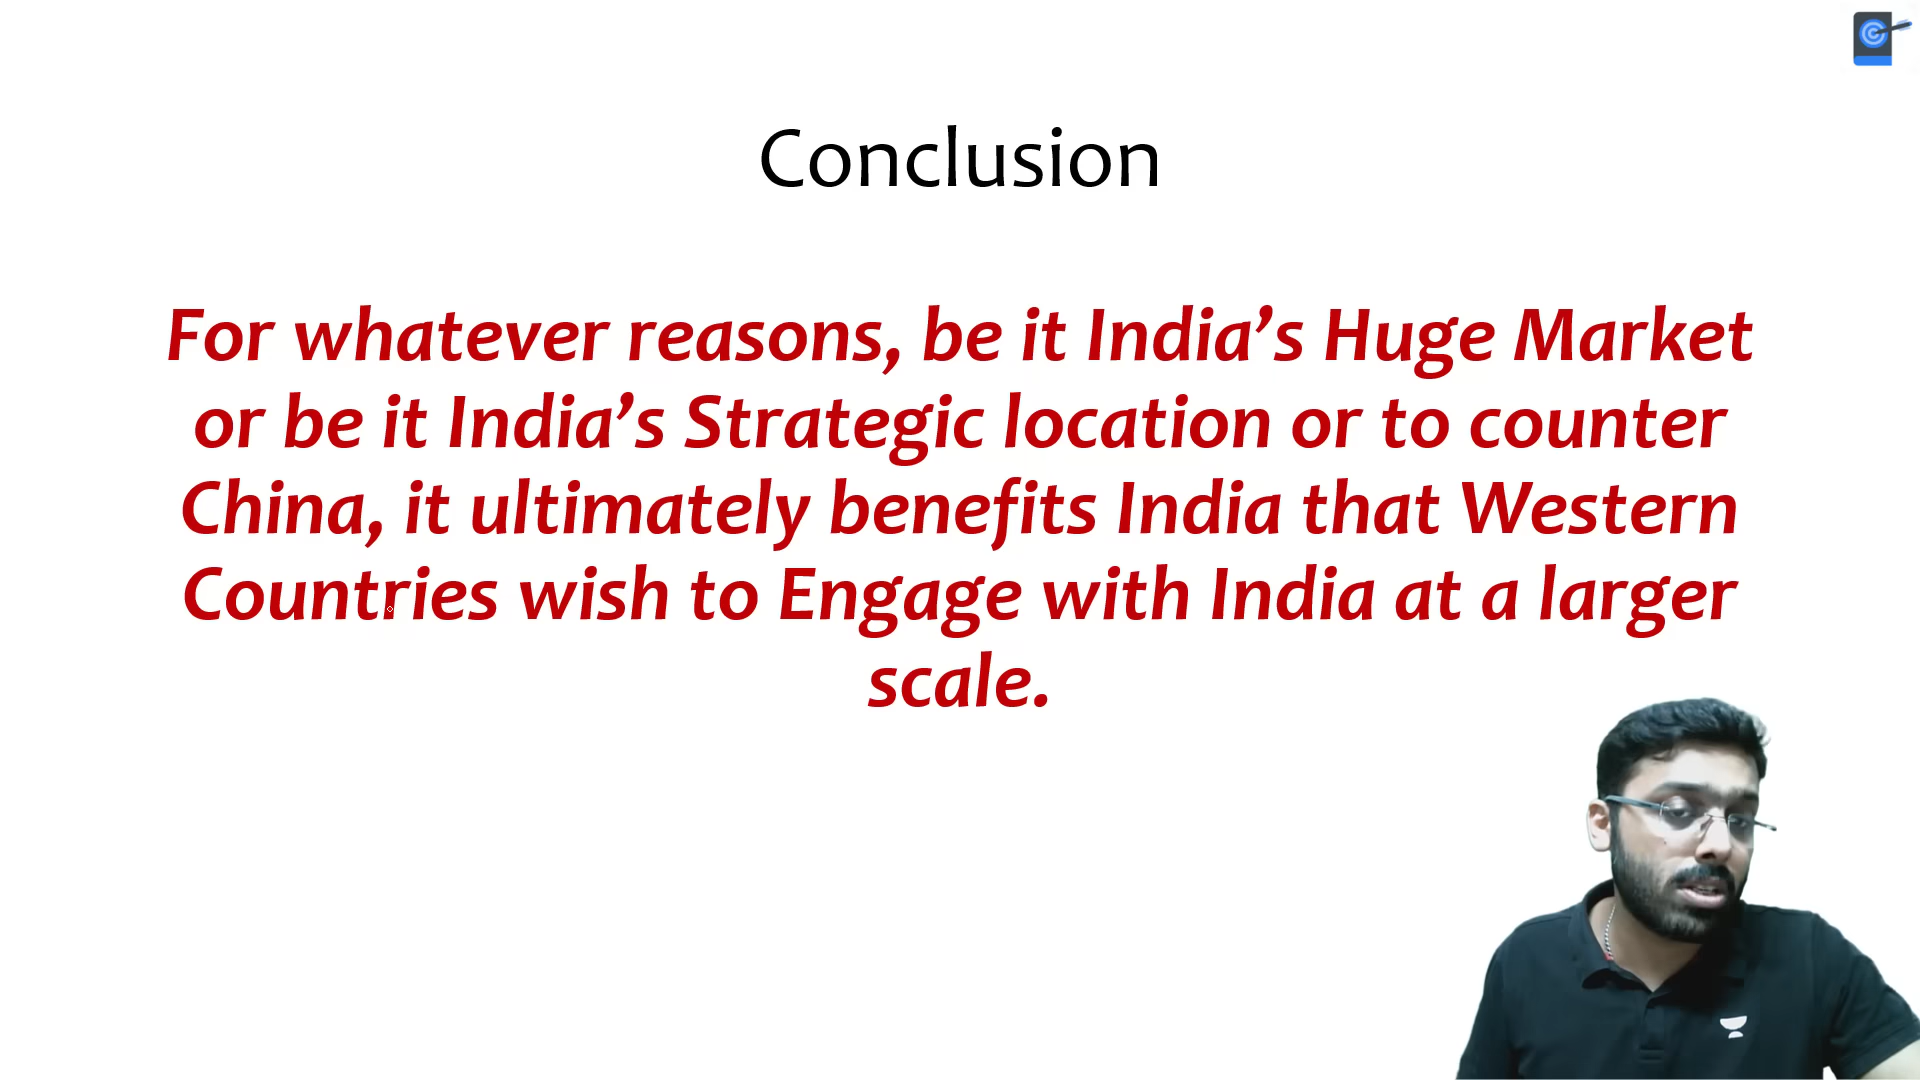 Conclusion
For whatever reasons, be it India’s Huge Market
or be it India’s Strategic location or to counter
China, it ultimately benefits India that Western
Countries wish to Engage with India at a larger
scale.